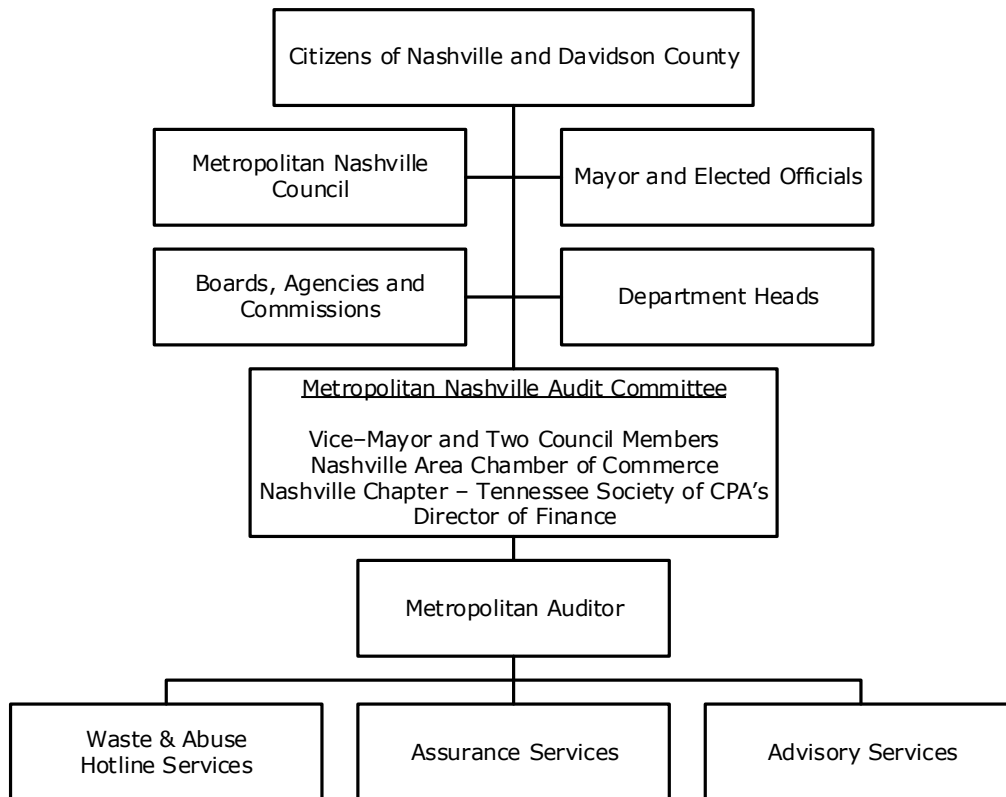 Citizens of Nashville and Davidson County
Metropolitan Nashville
Council
Mayor and Elected Officials
Boards, Agencies and
Commissions
Department Heads
Metropolitan Nashville Audit Committee
Vice–Mayor and Two Council Members
Nashville Area Chamber of Commerce
Nashville Chapter – Tennessee Society of CPA’s
Director of Finance
Metropolitan Auditor
Waste & Abuse
Hotline Services
Assurance Services
Advisory Services